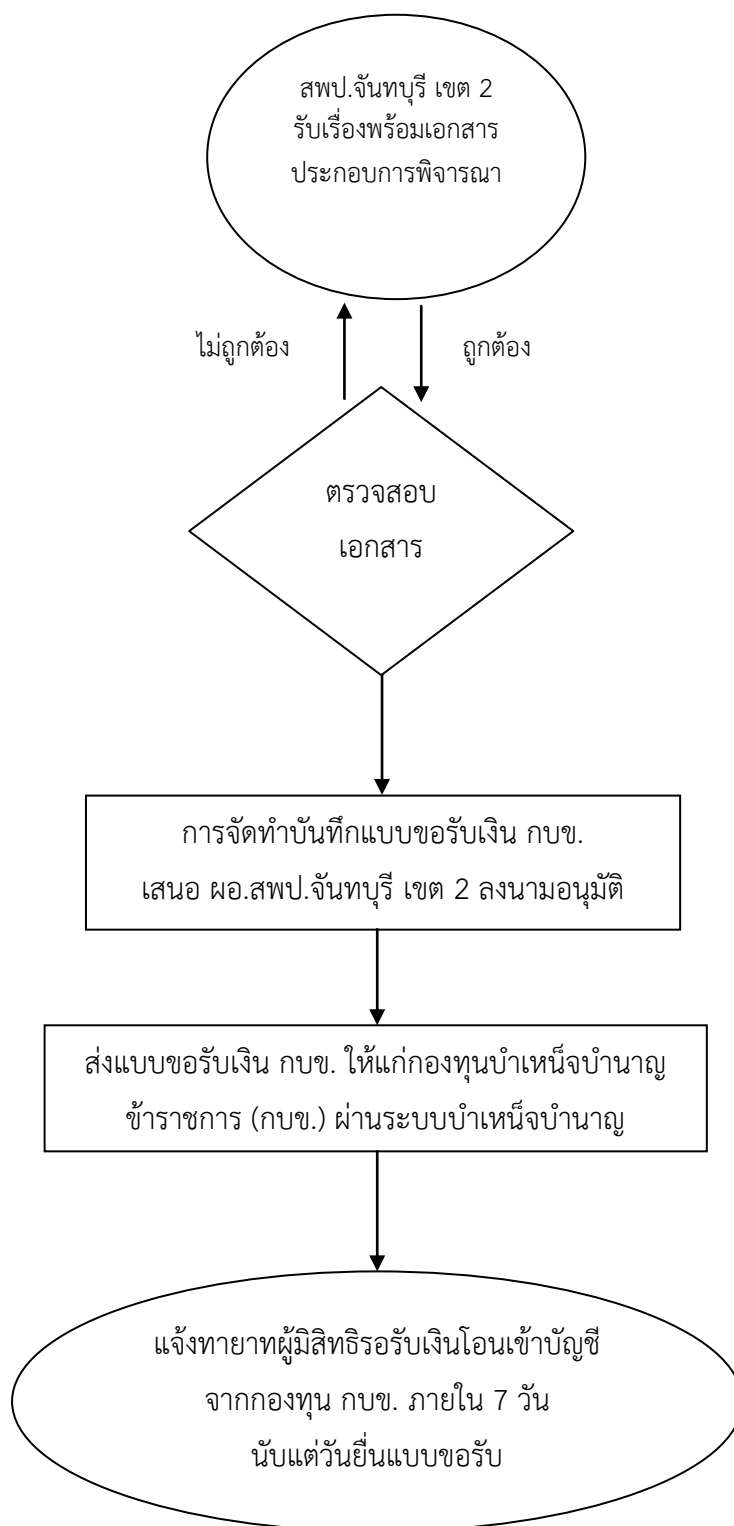 สพป.จันทบุรี เขต 2
รับเรื่องพร้อมเอกสาร
ประกอบการพิจารณา
ไม่ถูกต้อง
ถูกต้อง
ตรวจสอบ
เอกสาร
การจัดทำบันทึกแบบขอรับเงิน กบข.
เสนอ ผอ.สพป.จันทบุรี เขต 2 ลงนามอนุมัติ
ส่งแบบขอรับเงิน กบข. ให้แก่กองทุนบำเหน็จบำนาญ
ข้าราชการ (กบข.) ผ่านระบบบำเหน็จบำนาญ
แจ้งทายาทผู้มิสิทธิรอรับเงินโอนเข้าบัญชี
จากกองทุน กบข. ภายใน 7 วัน
นับแต่วันยื่นแบบขอรับ